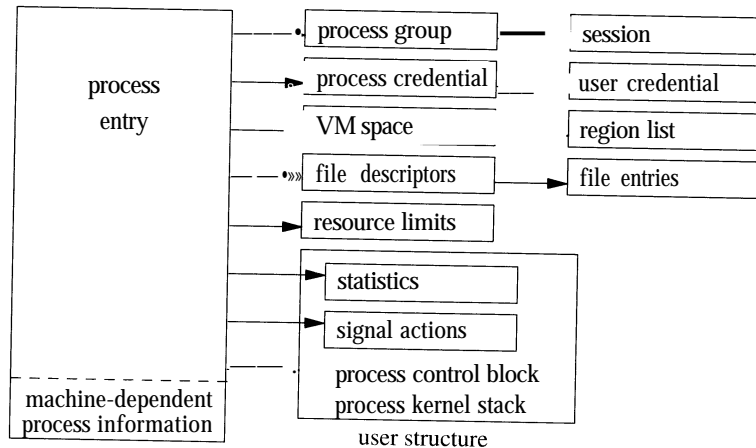 process
entry
machine-dependent
process information
process group
process credential
VM space
file descriptors
resource limits
statistics
signal actions
process control block
process kernel stack
user structure
session
user credential
region list
file entries